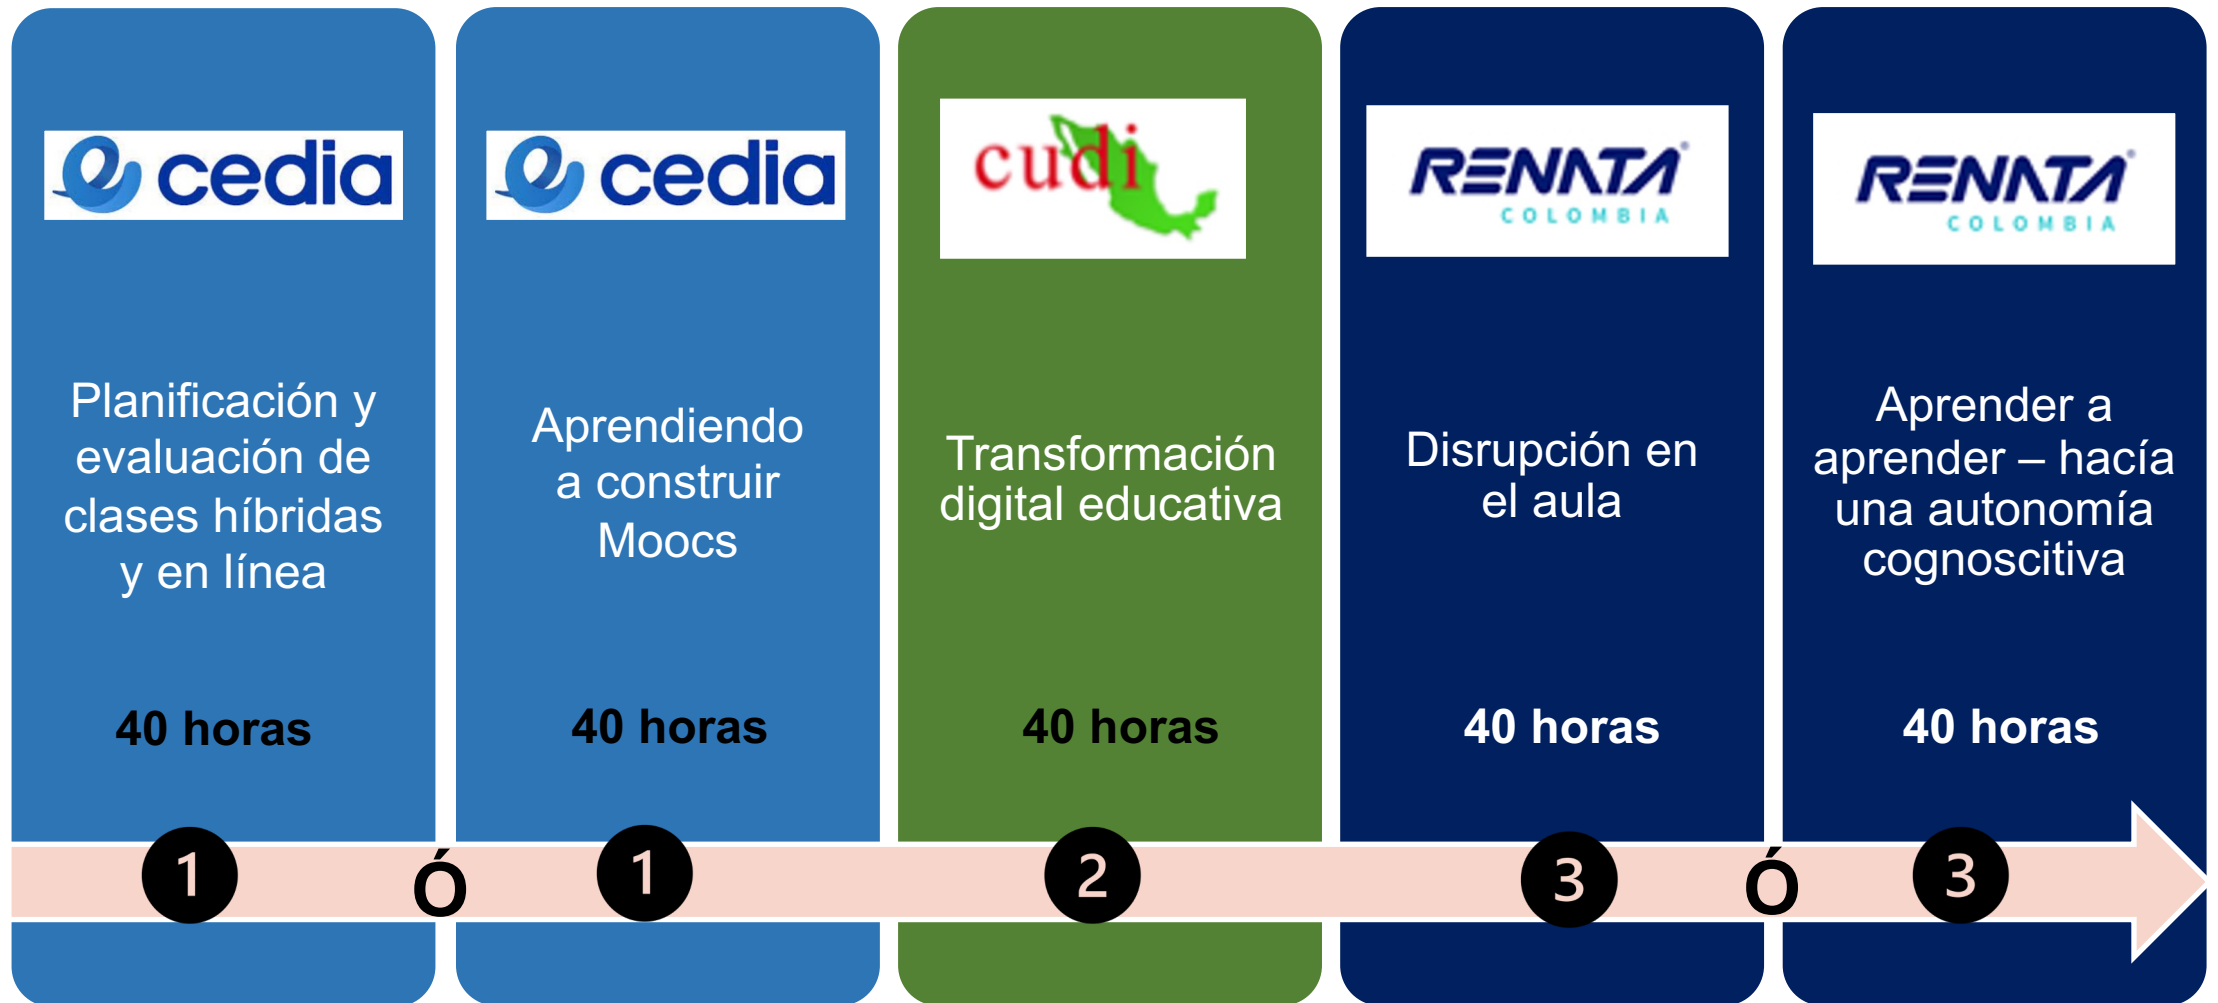 cedia
Planificación y
evaluación de
clases híbridas
y en línea
40 horas
1
Ó
cedia
Aprendiendo
a construir
Moocs
40 horas
1
cudi
Transformación
digital educativa
40 horas
2
RENATA
COLOMBIA
Disrupción en
el aula
40 horas
3
Ó
RENATA
COLOMBIA
Aprender a
aprender – hacía
una autonomía
cognoscitiva
40 horas
3